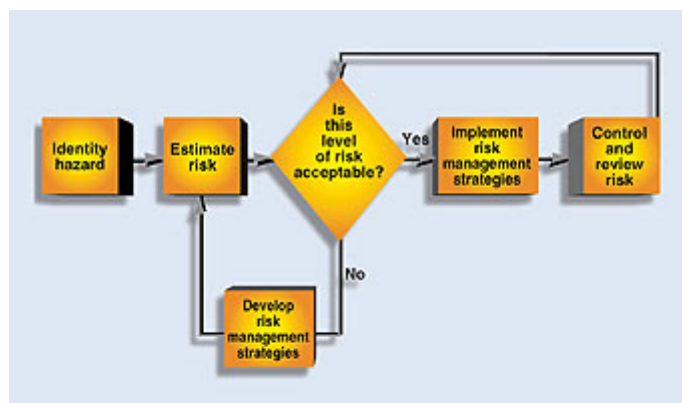 Identity
hazard
Estimate
risk
Is
this
level
of risk
acceptable?
Yes
Implement
risk
management
strategies
Control
and
review
risk
No
Develop
risk
management
strategies